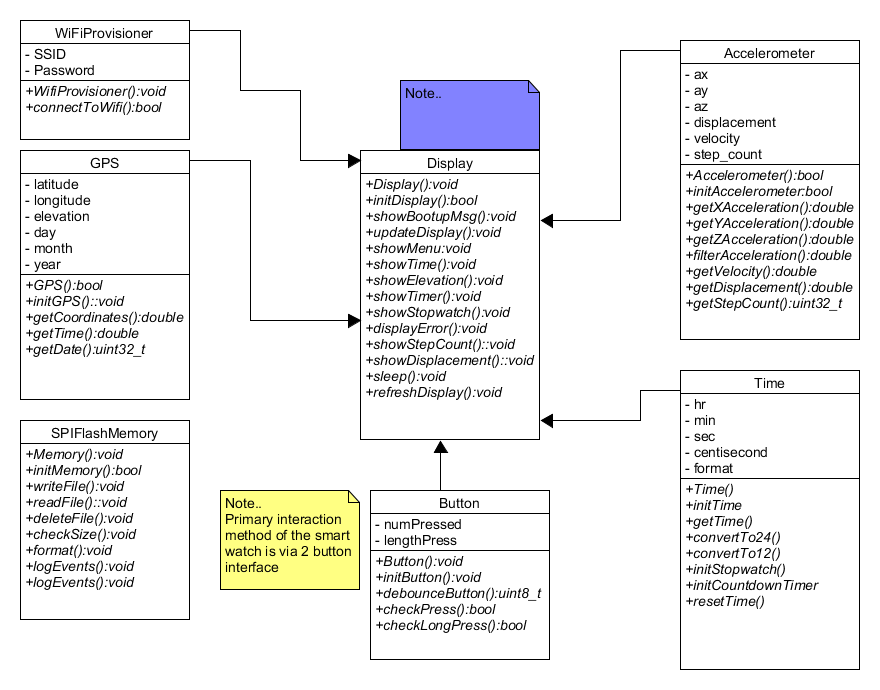 WiFiProvisioner
- SSID
- Password
+WifiProvisioner():void
+connectToWifi():bool
GPS
- latitude
- longitude
- elevation
- day
- month
- year
+GPS():bool
+initGPS()::void
+getCoordinates():double
+getTime():double
+getDate():uint32_t
SPIFlashMemory
+Memory():void
+initMemory():bool
+writeFile():void
+readFile()::void
+deleteFile():void
+checkSize():void
+format():void
+logEvents():void
+logEvents():void
Note..
Display
+Display():void
+initDisplay():bool
+showBootupMsg():void
+updateDisplay():void
+showMenu:void
+showTime():void
+showElevation():void
+showTimer():void
+showStopwatch():void
+displayError():void
+showStepCount()::void
+showDisplacement()::void
+sleep():void
+refreshDisplay():void
Note..
Primary interaction
method of the smart
watch is via 2 button
interface
Button
- numPressed
- lengthPress
+Button():void
+initButton():void
+debounceButton():uint8_t
+checkPress():bool
+checkLongPress():bool
Accelerometer
- ax
- ay
- az
- displacement
- velocity
- step_count
+Accelerometer():bool
+initAccelerometer:bool
+getXAcceleration():double
+getYAcceleration():double
+getZAcceleration():double
+filterAcceleration():double
+getVelocity():double
+getDisplacement():double
+getStepCount():uint32_t
Time
- hr
- min
- sec
- centisecond
- format
+Time()
+initTime
+getTime()
+convertTo24()
+convertTo12()
+initStopwatch()
+initCountdownTimer
+resetTime()